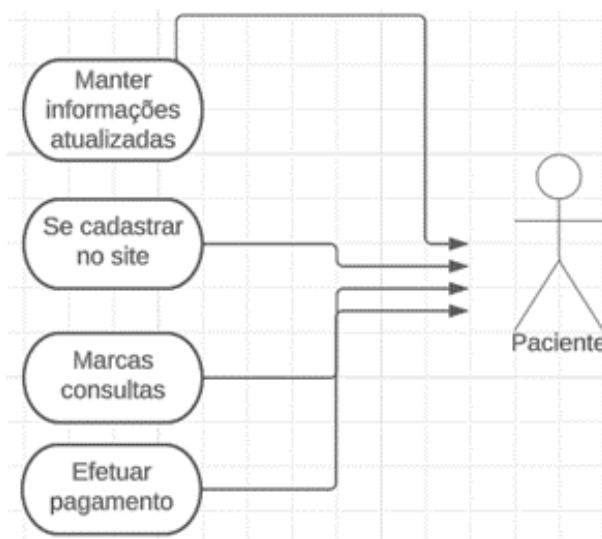 Manter
informações
atualizadas
Se cadastrar
no site
Marcas
consultas
Efetuar
pagamento
Paciente